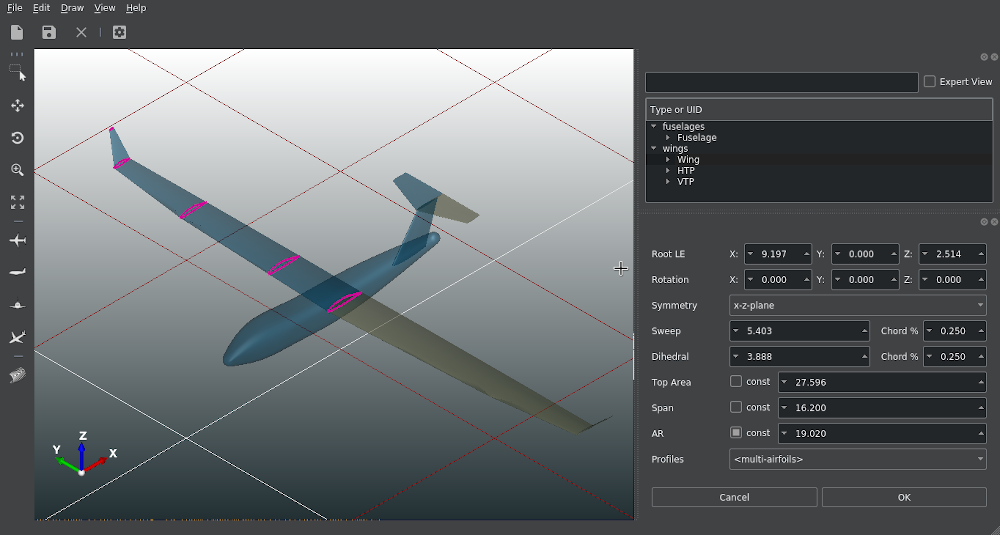 File Edit Draw View Help
Expert View
Type or UID
fuselages
Fuselage
wings
Wing
HTP
VTP
Root LE X: 9.197 Y: 0.000 Z: 2.514
Rotation X: 0.000 Y: 0.000 Z: 0.000
Symmetry x-z-plane
Sweep 5.403 Chord % 0.250
Dihedral 3.888 Chord % 0.250
Top Area const 27.596
Span const 16.200
AR const 19.020
Profiles <multi-airfoils>
Cancel OK
Z
Y X